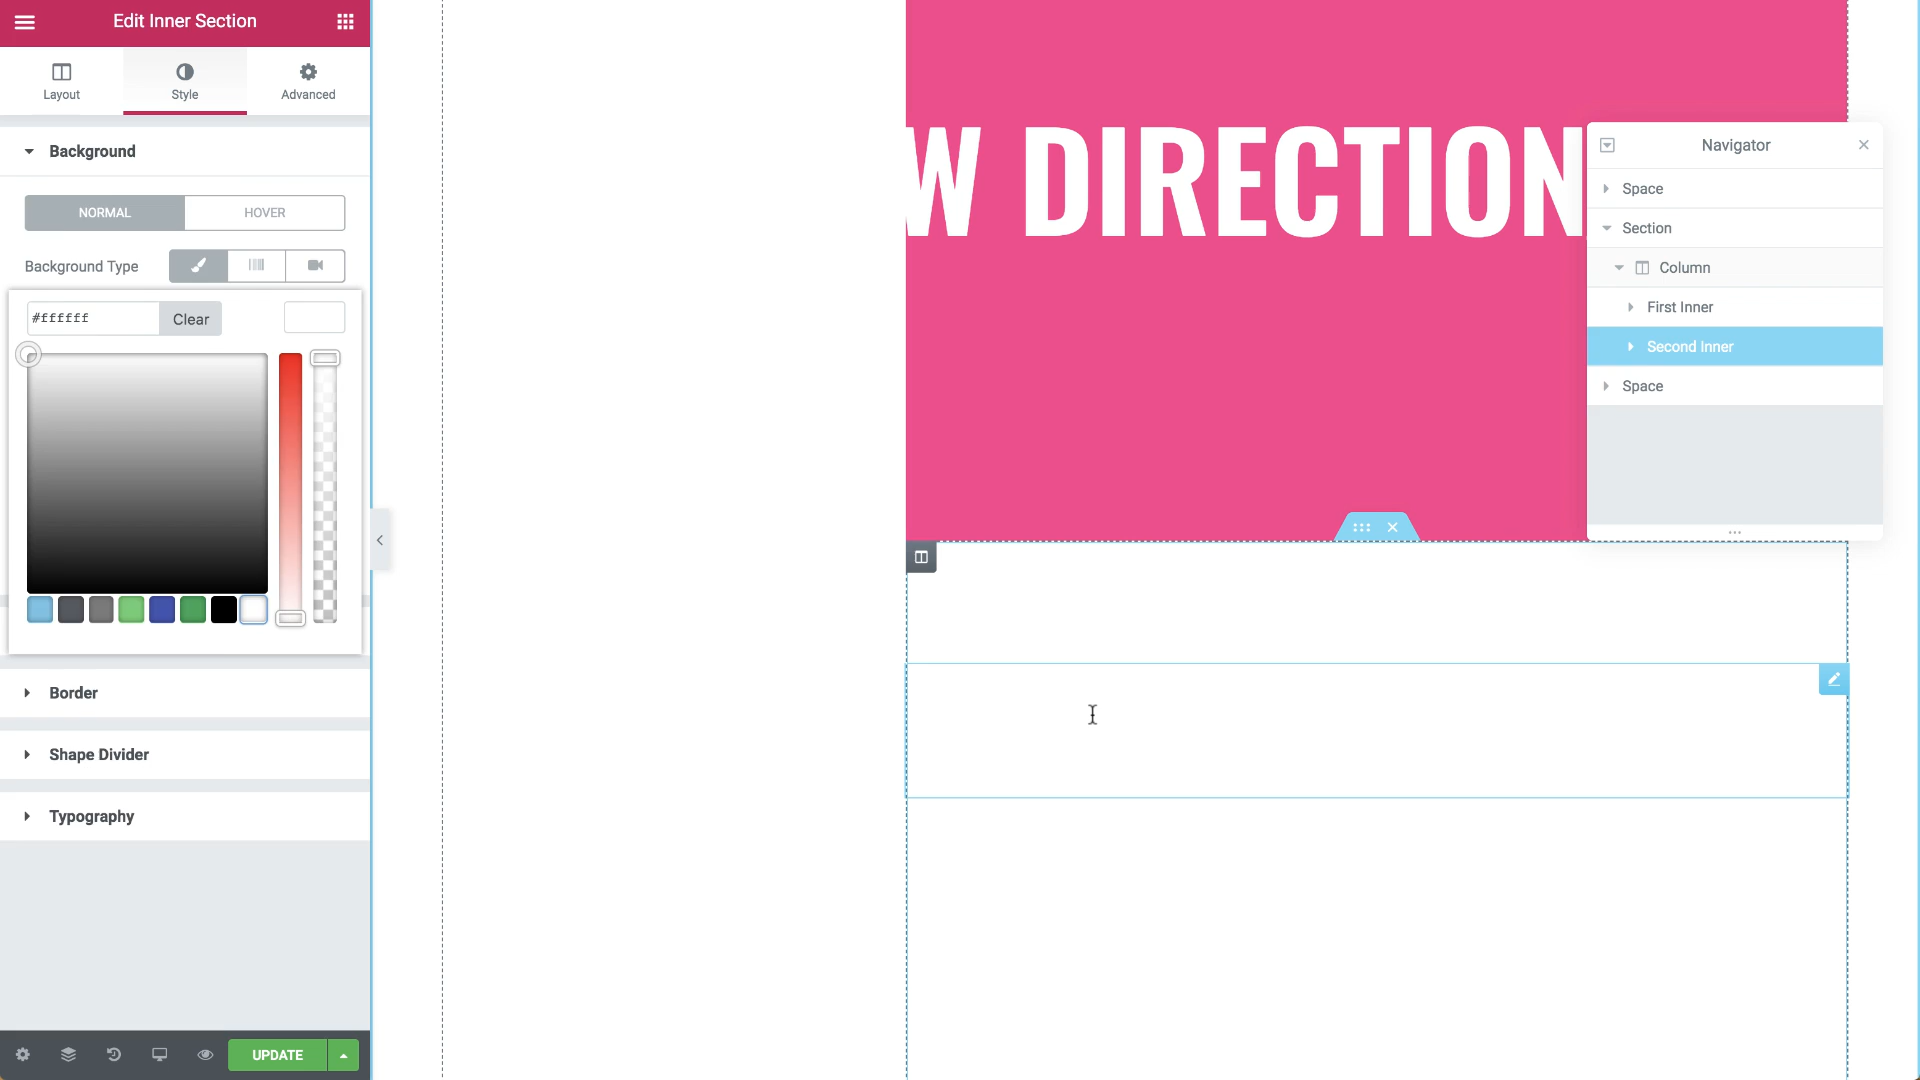 Edit Inner Section
Layout
Style
Advanced
Background
NORMAL
HOVER
Background Type
#ffffff
Clear
Border
Shape Divider
Typography
UPDATE
W DIRECTION
Navigator
Space
Section
Column
First Inner
Second Inner
Space